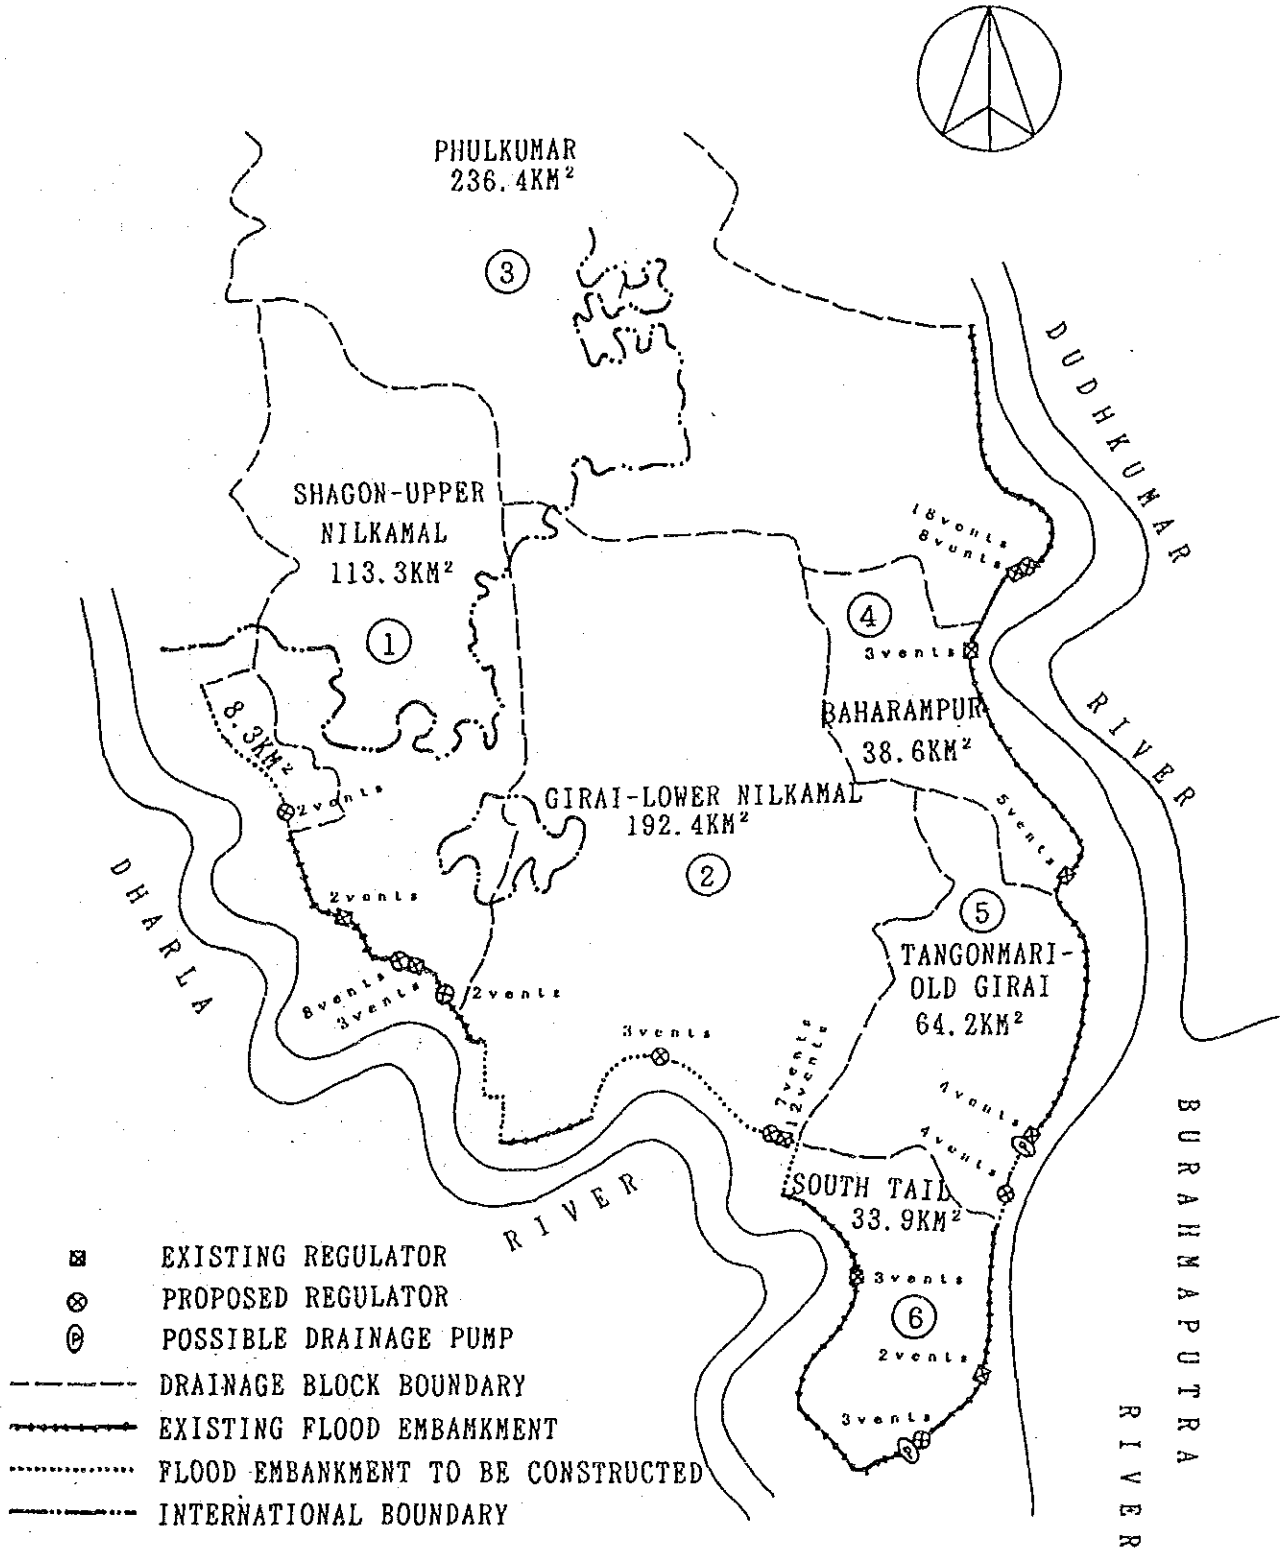 PHULKUMAR
236.4KM²
3
DUDHKUMAR
RIVER
SHAGON-UPPER
NILKAMAL
113.3KM²
1
18vents
8vunts
4
3vents
BAHARAMPUR
38.6KM²
8.3KM²
2vents
GIRAI-LOWER NILKAMAL
192.4KM²
2
5vents
DHARLA
RIVER
2vents
5
TANGONMARI-
OLD GIRAI
64.2KM²
8vents
3vents
2vents
3vents
7vents
12vents
4vents
4vents
P
SOUTH TAIL
33.9KM²
BURAHMAPUTRA
RIVER
3vents
6
2vents
3vents
P
EXISTING REGULATOR
PROPOSED REGULATOR
P POSSIBLE DRAINAGE PUMP
DRAINAGE BLOCK BOUNDARY
EXISTING FLOOD EMBAMKMENT
FLOOD EMBANKMENT TO BE CONSTRUCTED
INTERNATIONAL BOUNDARY